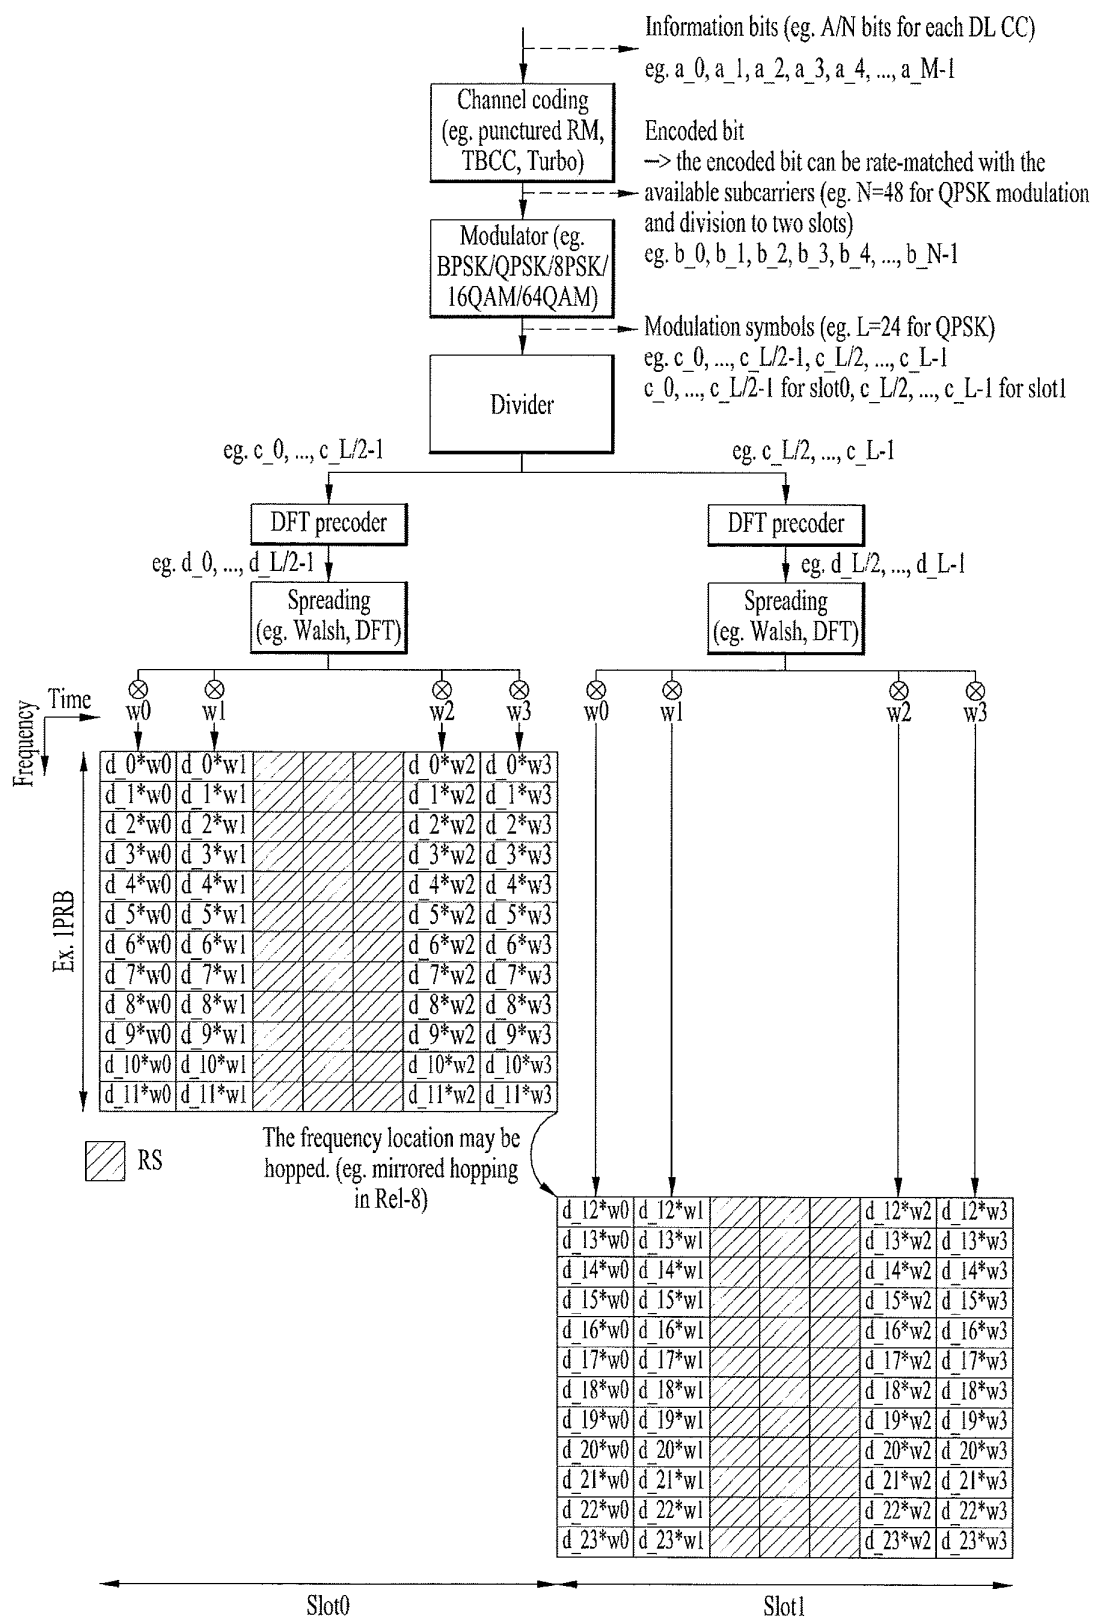 Information bits (eg. A/N bits for each DL CC)
eg. a_0, a_1, a_2, a_3, a_4, ..., a_M-1
Channel coding
(eg. punctured RM,
TBCC, Turbo)
Encoded bit
—> the encoded bit can be rate-matched with the
available subcarriers (eg. N=48 for QPSK modulation
and division to two slots)
eg. b_0, b_1, b_2, b_3, b_4, ..., b_N-1
Modulator (eg.
BPSK/QPSK/8PSK/
16QAM/64QAM)
Modulation symbols (eg. L=24 for QPSK)
eg. c_0, ..., c_L/2-1, c_L/2, ..., c_L-1
c_0, ..., c_L/2-1 for slot0, c_L/2, ..., c_L-1 for slot1
Divider
eg. c_0, ..., c_L/2-1
eg. c_L/2, ..., c_L-1
DFT precoder
DFT precoder
eg. d_0, ..., d_L/2-1
eg. d_L/2, ..., d_L-1
Spreading
(eg. Walsh, DFT)
Spreading
(eg. Walsh, DFT)
Time
Frequency
w0 w1 w2 w3 w0 w1 w2 w3
d_0*w0 d_0*w1 d_0*w2 d_0*w3
d_1*w0 d_1*w1 d_1*w2 d_1*w3
d_2*w0 d_2*w1 d_2*w2 d_2*w3
d_3*w0 d_3*w1 d_3*w2 d_3*w3
d_4*w0 d_4*w1 d_4*w2 d_4*w3
d_5*w0 d_5*w1 d_5*w2 d_5*w3
d_6*w0 d_6*w1 d_6*w2 d_6*w3
d_7*w0 d_7*w1 d_7*w2 d_7*w3
d_8*w0 d_8*w1 d_8*w2 d_8*w3
d_9*w0 d_9*w1 d_9*w2 d_9*w3
d_10*w0 d_10*w1 d_10*w2 d_10*w3
d_11*w0 d_11*w1 d_11*w2 d_11*w3
Ex. 1PRB
RS
The frequency location may be
hopped. (eg. mirrored hopping
in Rel-8)
d_12*w0 d_12*w1 d_12*w2 d_12*w3
d_13*w0 d_13*w1 d_13*w2 d_13*w3
d_14*w0 d_14*w1 d_14*w2 d_14*w3
d_15*w0 d_15*w1 d_15*w2 d_15*w3
d_16*w0 d_16*w1 d_16*w2 d_16*w3
d_17*w0 d_17*w1 d_17*w2 d_17*w3
d_18*w0 d_18*w1 d_18*w2 d_18*w3
d_19*w0 d_19*w1 d_19*w2 d_19*w3
d_20*w0 d_20*w1 d_20*w2 d_20*w3
d_21*w0 d_21*w1 d_21*w2 d_21*w3
d_22*w0 d_22*w1 d_22*w2 d_22*w3
d_23*w0 d_23*w1 d_23*w2 d_23*w3
Slot0
Slot1